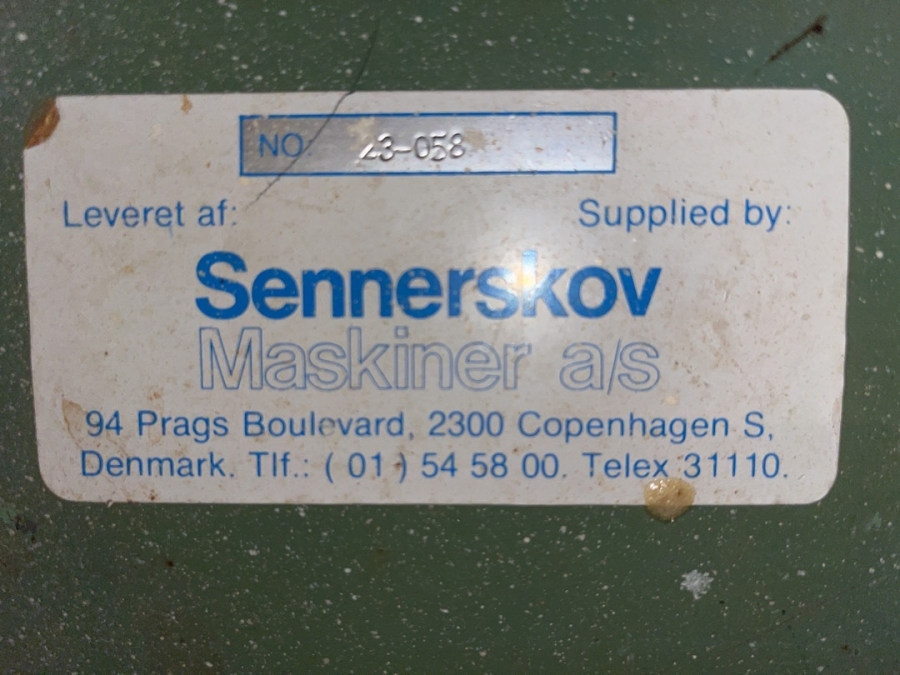 NO. 23-058
Leveret af: Supplied by:
Sennerskov
Maskiner a/s
94 Prags Boulevard, 2300 Copenhagen S,
Denmark. Tlf.: ( 01 ) 54 58 00. Telex 31110.